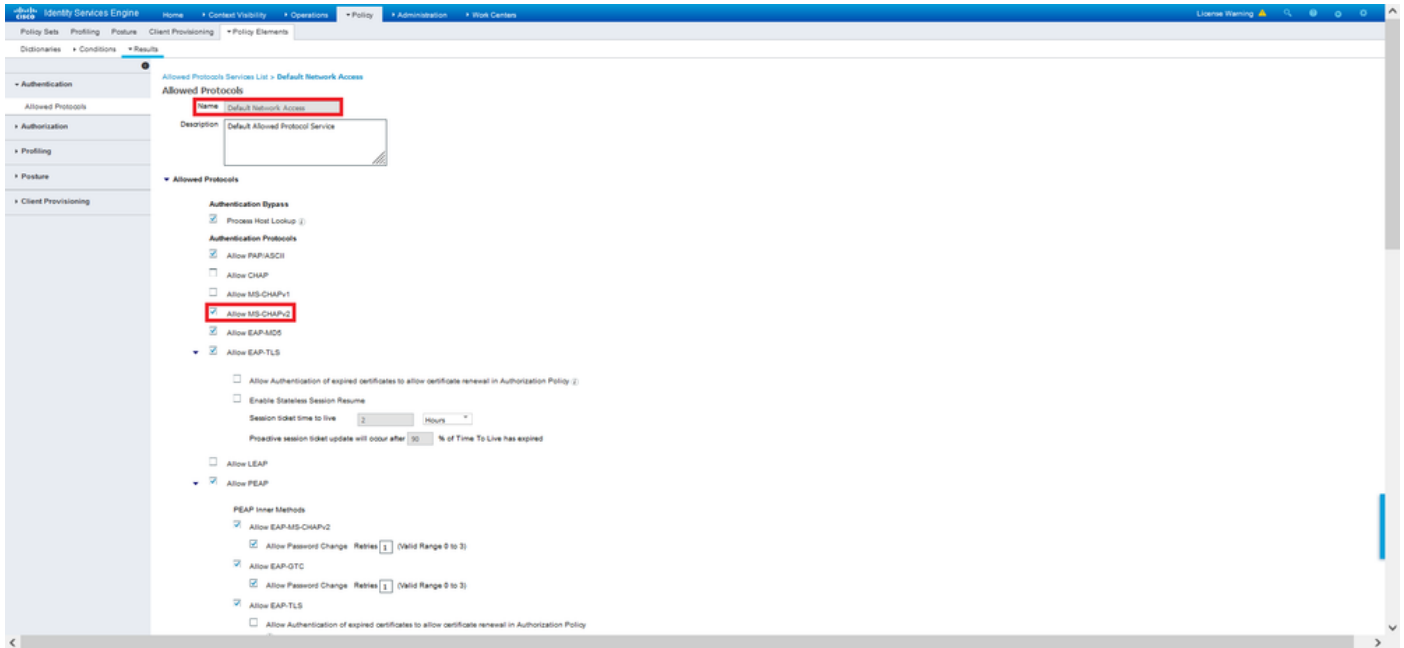 cisco Identity Services Engine Home Context Visibility Operations Policy Administration Work Centers License Warning
Policy Sets Profiling Posture Client Provisioning Policy Elements
Dictionaries Conditions Results
Authentication
Allowed Protocols
Authorization
Profiling
Posture
Client Provisioning
Allowed Protocols Services List > Default Network Access
Allowed Protocols
Name Default Network Access
Description Default Allowed Protocol Service
Allowed Protocols
Authentication Bypass
Process Host Lookup
Authentication Protocols
Allow PAP/ASCII
Allow CHAP
Allow MS-CHAPv1
Allow MS-CHAPv2
Allow EAP-MD5
Allow EAP-TLS
Allow Authentication of expired certificates to allow certificate renewal in Authorization Policy
Enable Stateless Session Resume
Session ticket time to live 2 Hours
Proactive session ticket update will occur after 90 % of Time To Live has expired
Allow LEAP
Allow PEAP
PEAP Inner Methods
Allow EAP-MS-CHAPv2
Allow Password Change Retries 1 (Valid Range 0 to 3)
Allow EAP-GTC
Allow Password Change Retries 1 (Valid Range 0 to 3)
Allow EAP-TLS
Allow Authentication of expired certificates to allow certificate renewal in Authorization Policy